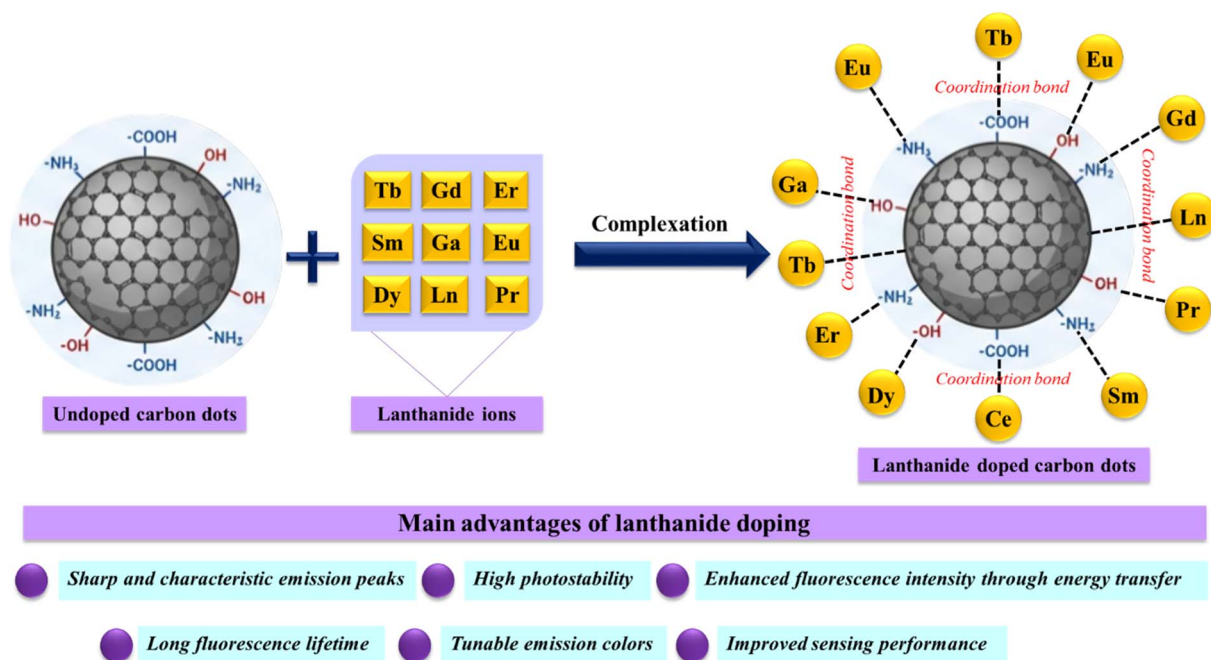 -COOH
OH
-NH₃
-NH₂
HO
OH
-NH₂
-NH₃
-OH
-COOH
Undoped carbon dots
Tb Gd Er
Sm Ga Eu
Dy Ln Pr
Lanthanide ions
Complexation
Tb
Eu
Eu
Coordination bond
Gd
-COOH
OH
-NH₃
-NH₂
Ga
HO
Coordination bond
Coordination bond
Ln
Tb
OH
Pr
-NH₂
-NH₃
Er
-OH
-COOH
Dy
Coordination bond
Sm
Ce
Lanthanide doped carbon dots
Main advantages of lanthanide doping
Sharp and characteristic emission peaks
High photostability
Enhanced fluorescence intensity through energy transfer
Long fluorescence lifetime
Tunable emission colors
Improved sensing performance